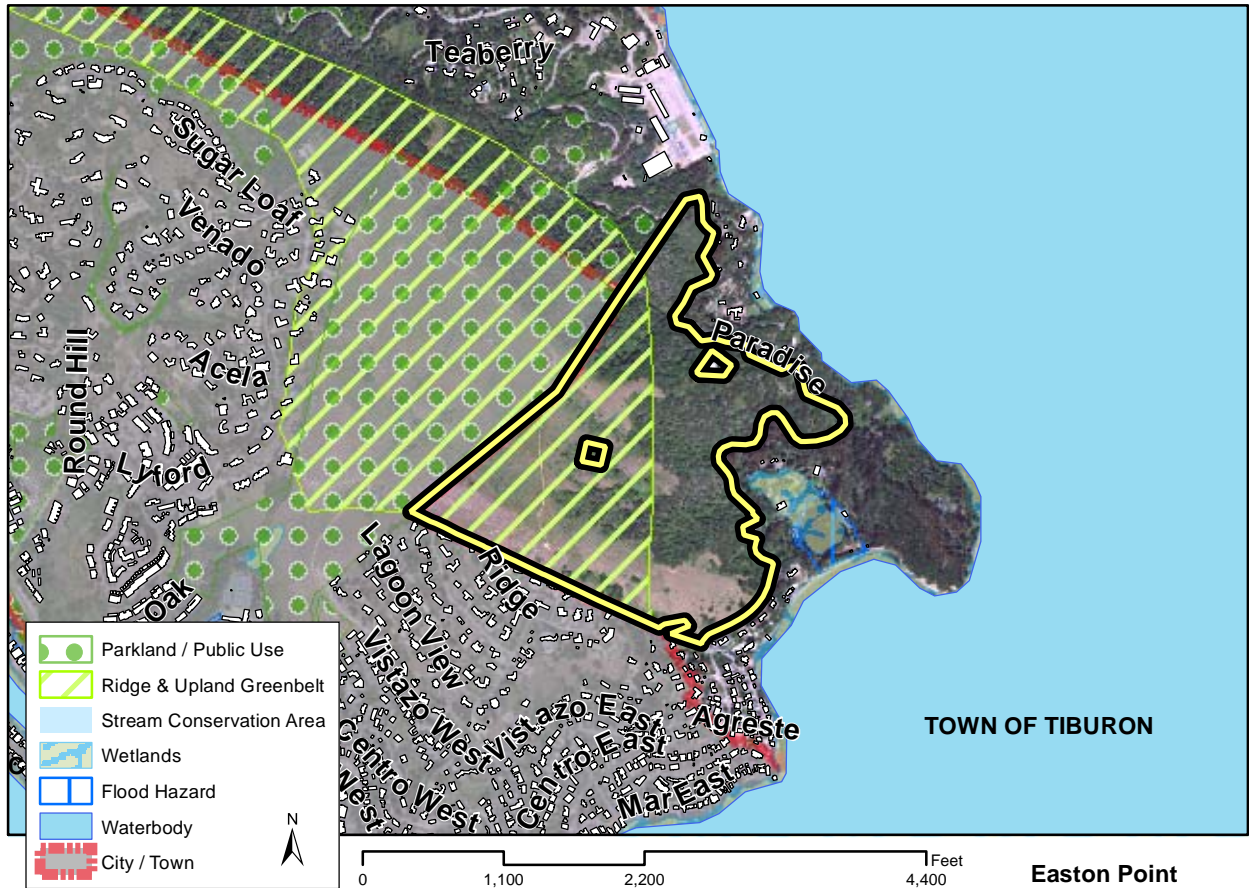 Teaberry
Sugar Loaf
Venado
Paradise
Acela
Round Hill
Lyford
Ridge
Lagoon
View
Oak
Vistazo West
Vistazo East
Agreste
TOWN OF TIBURON
Centro West
Centro East
Mar East
West
Parkland / Public Use
Ridge & Upland Greenbelt
Stream Conservation Area
Wetlands
Flood Hazard
Waterbody
City / Town
N
Feet
0 1,100 2,200 4,400
Easton Point